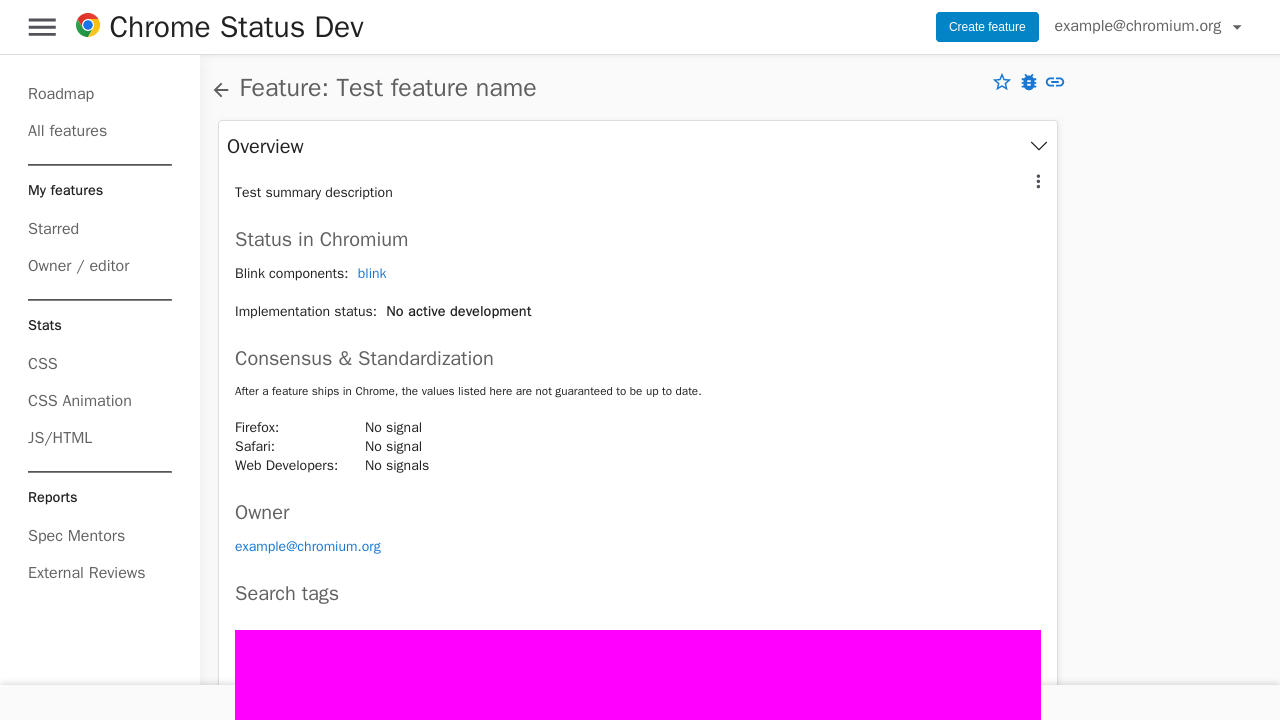 Chrome Status Dev
Create feature
example@chromium.org
Roadmap
All features
My features
Starred
Owner / editor
Stats
CSS
CSS Animation
JS/HTML
Reports
Spec Mentors
External Reviews
Feature: Test feature name
Overview
Test summary description
Status in Chromium
Blink components: blink
Implementation status: No active development
Consensus & Standardization
After a feature ships in Chrome, the values listed here are not guaranteed to be up to date.
Firefox: No signal
Safari: No signal
Web Developers: No signals
Owner
example@chromium.org
Search tags